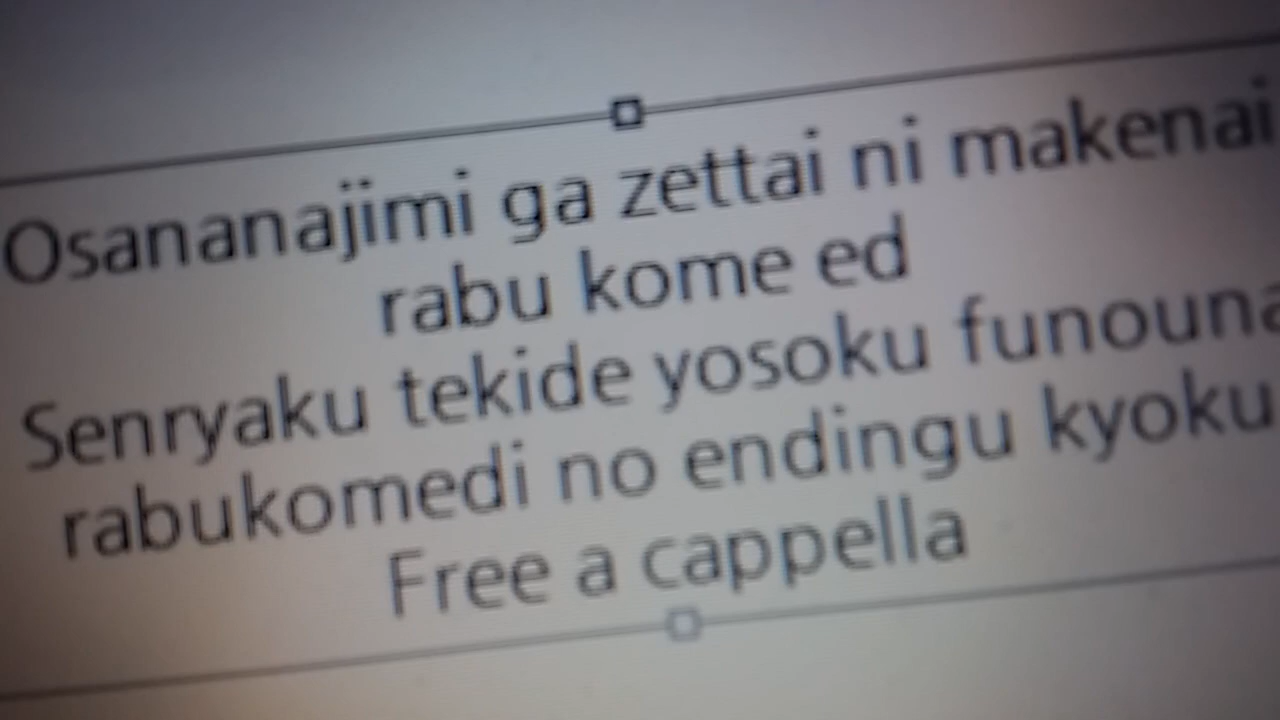 Osananajimi ga zettai ni makenai
rabu kome ed
Senryaku tekide yosoku funouna
rabukomedi no endingu kyoku
Free a cappella